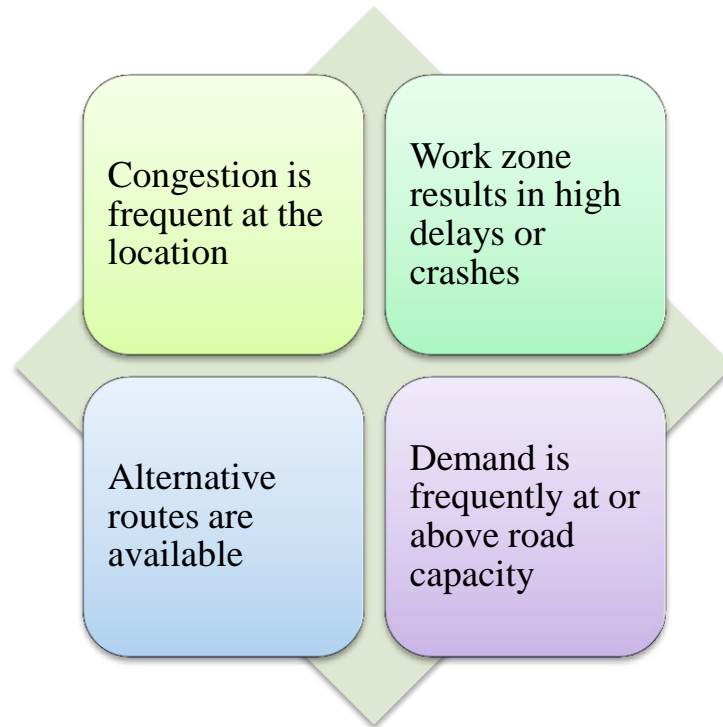 Congestion is
frequent at the
location
Work zone
results in high
delays or
crashes
Alternative
routes are
available
Demand is
frequently at or
above road
capacity